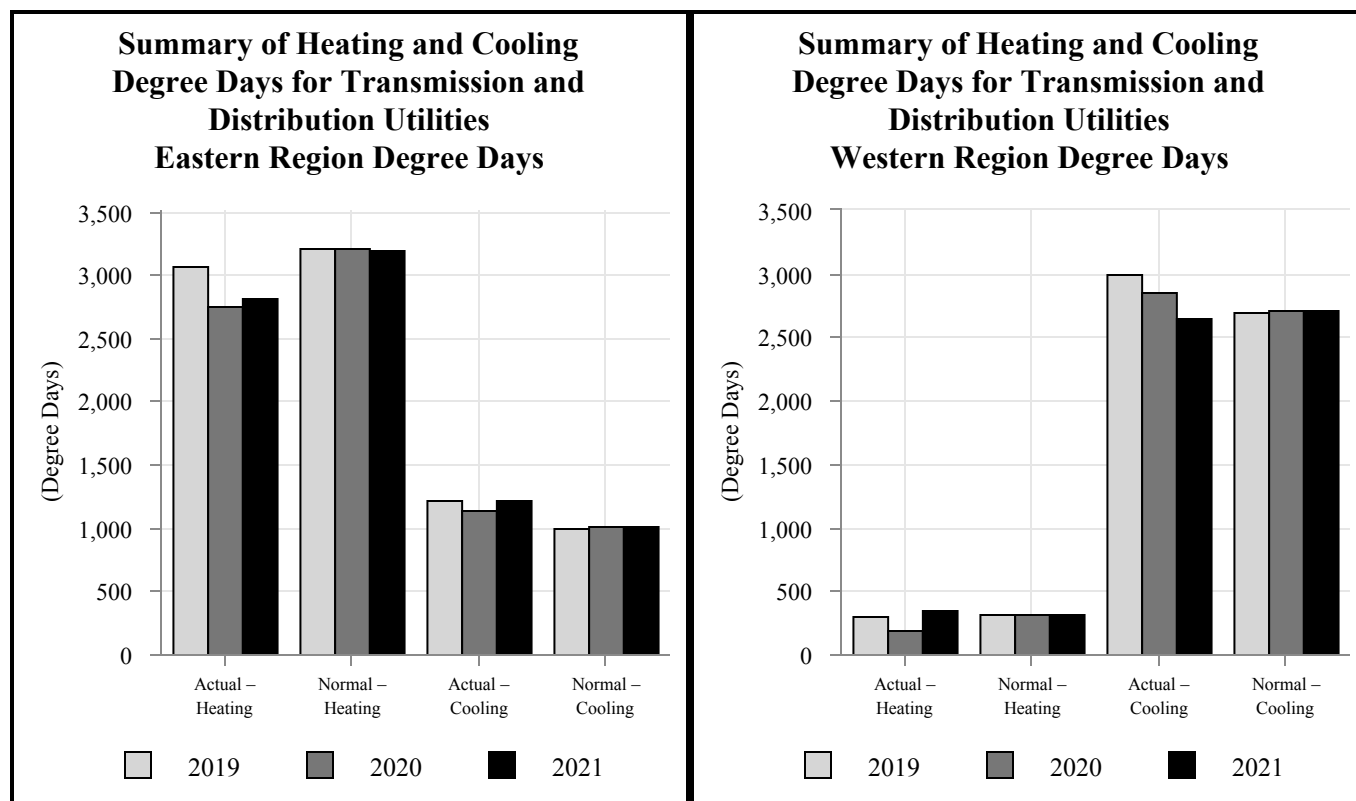 Summary of Heating and Cooling
Degree Days for Transmission and
Distribution Utilities
Eastern Region Degree Days
3,500
3,000
2,500
2,000
1,500
1,000
500
0
(Degree Days)
Actual –
Heating
Normal –
Heating
Actual –
Cooling
Normal –
Cooling
2019 2020 2021
Summary of Heating and Cooling
Degree Days for Transmission and
Distribution Utilities
Western Region Degree Days
3,500
3,000
2,500
2,000
1,500
1,000
500
0
(Degree Days)
Actual –
Heating
Normal –
Heating
Actual –
Cooling
Normal –
Cooling
2019 2020 2021